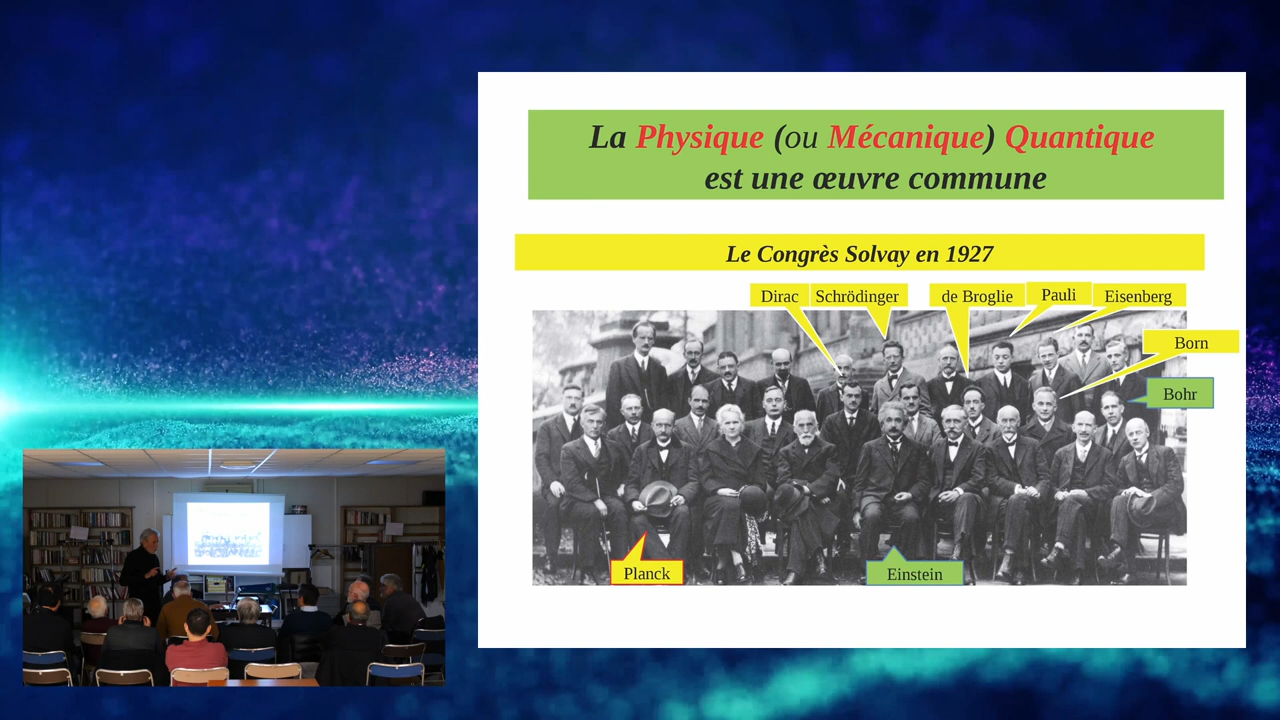 La Physique (ou Mécanique) Quantique
est une œuvre commune
Le Congrès Solvay en 1927
Dirac
Schrödinger
de Broglie
Pauli
Eisenberg
Born
Bohr
Planck
Einstein